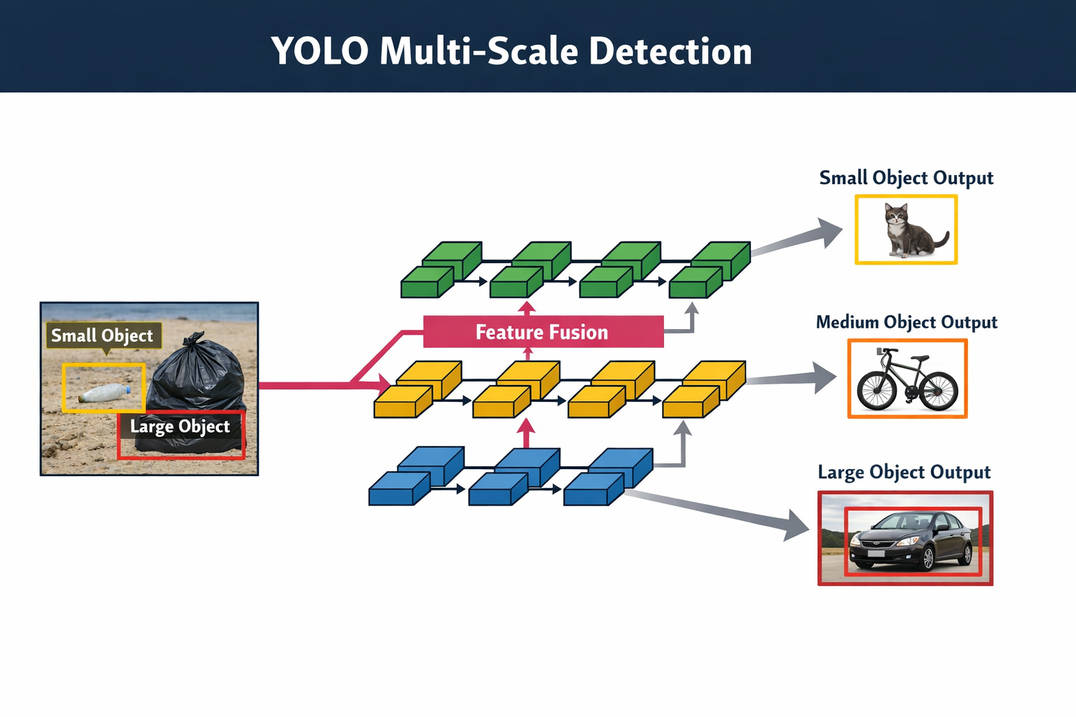 YOLO Multi-Scale Detection
Small Object Output
Small Object
Feature Fusion
Medium Object Output
Large Object
Large Object Output